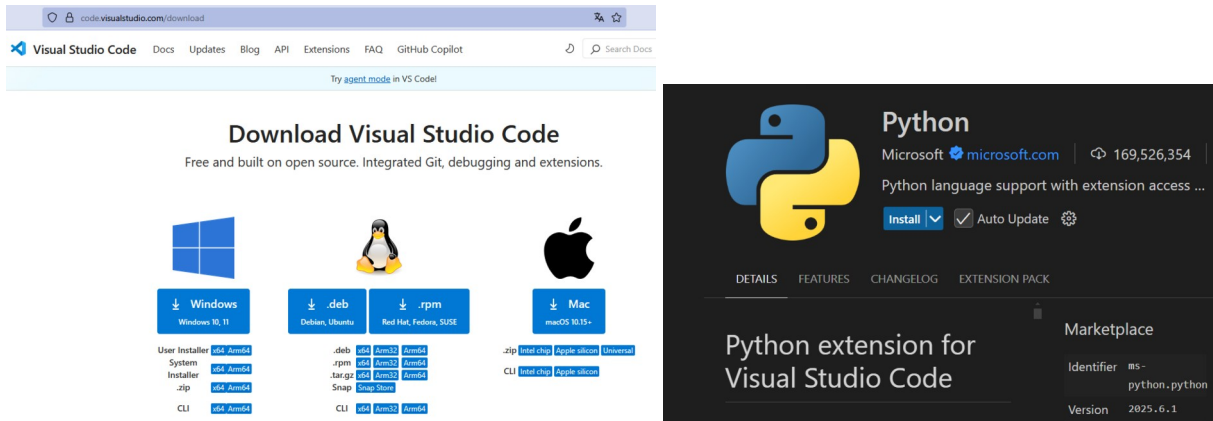 code.visualstudio.com/download
Visual Studio Code Docs Updates Blog API Extensions FAQ GitHub Copilot Search Docs
Try agent mode in VS Code!
Download Visual Studio Code
Free and built on open source. Integrated Git, debugging and extensions.
Windows
Windows 10, 11
User Installer x64 Arm64
System Installer x64 Arm64
.zip x64 Arm64
CLI x64 Arm64
.deb
Debian, Ubuntu
.rpm
Red Hat, Fedora, SUSE
.deb x64 Arm32 Arm64
.rpm x64 Arm32 Arm64
.tar.gz x64 Arm32 Arm64
Snap Snap Store
CLI x64 Arm32 Arm64
Mac
macOS 10.15+
.zip Intel chip Apple silicon Universal
CLI Intel chip Apple silicon
Python
Microsoft microsoft.com 169,526,354
Python language support with extension access ...
Install Auto Update
DETAILS FEATURES CHANGELOG EXTENSION PACK
Python extension for
Visual Studio Code
Marketplace
Identifier ms-
python.python
Version 2025.6.1